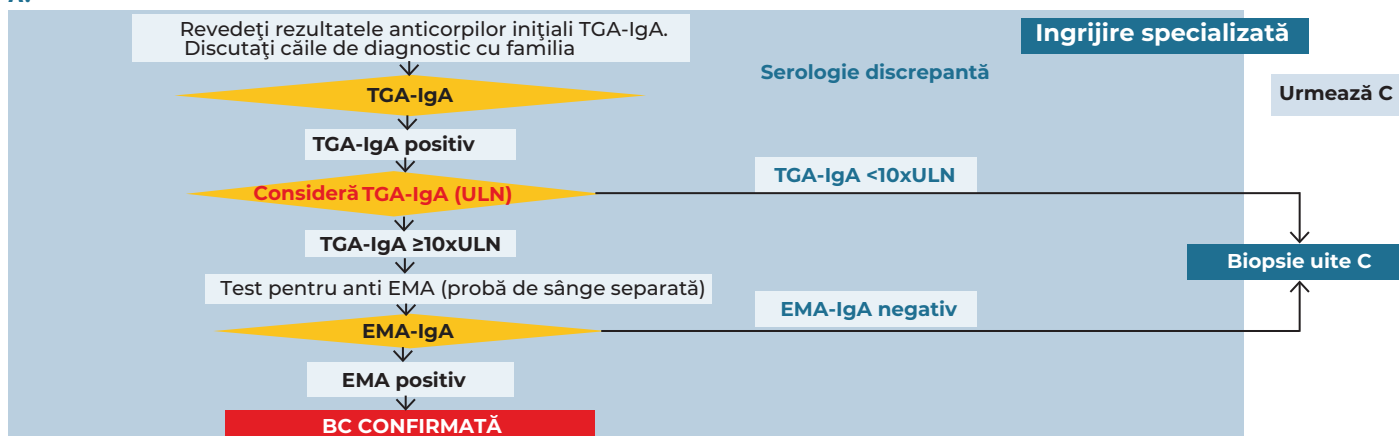 Revedeţi rezultatele anticorpilor iniţiali TGA-IgA.
Discutaţi căile de diagnostic cu familia
Ingrijire specializată
Serologie discrepantă
TGA-IgA
Urmează C
TGA-IgA positiv
TGA-IgA <10xULN
Consideră TGA-IgA (ULN)
TGA-IgA ≥10xULN
Biopsie uite C
Test pentru anti EMA (probă de sânge separată)
EMA-IgA negativ
EMA-IgA
EMA positiv
BC CONFIRMATĂ